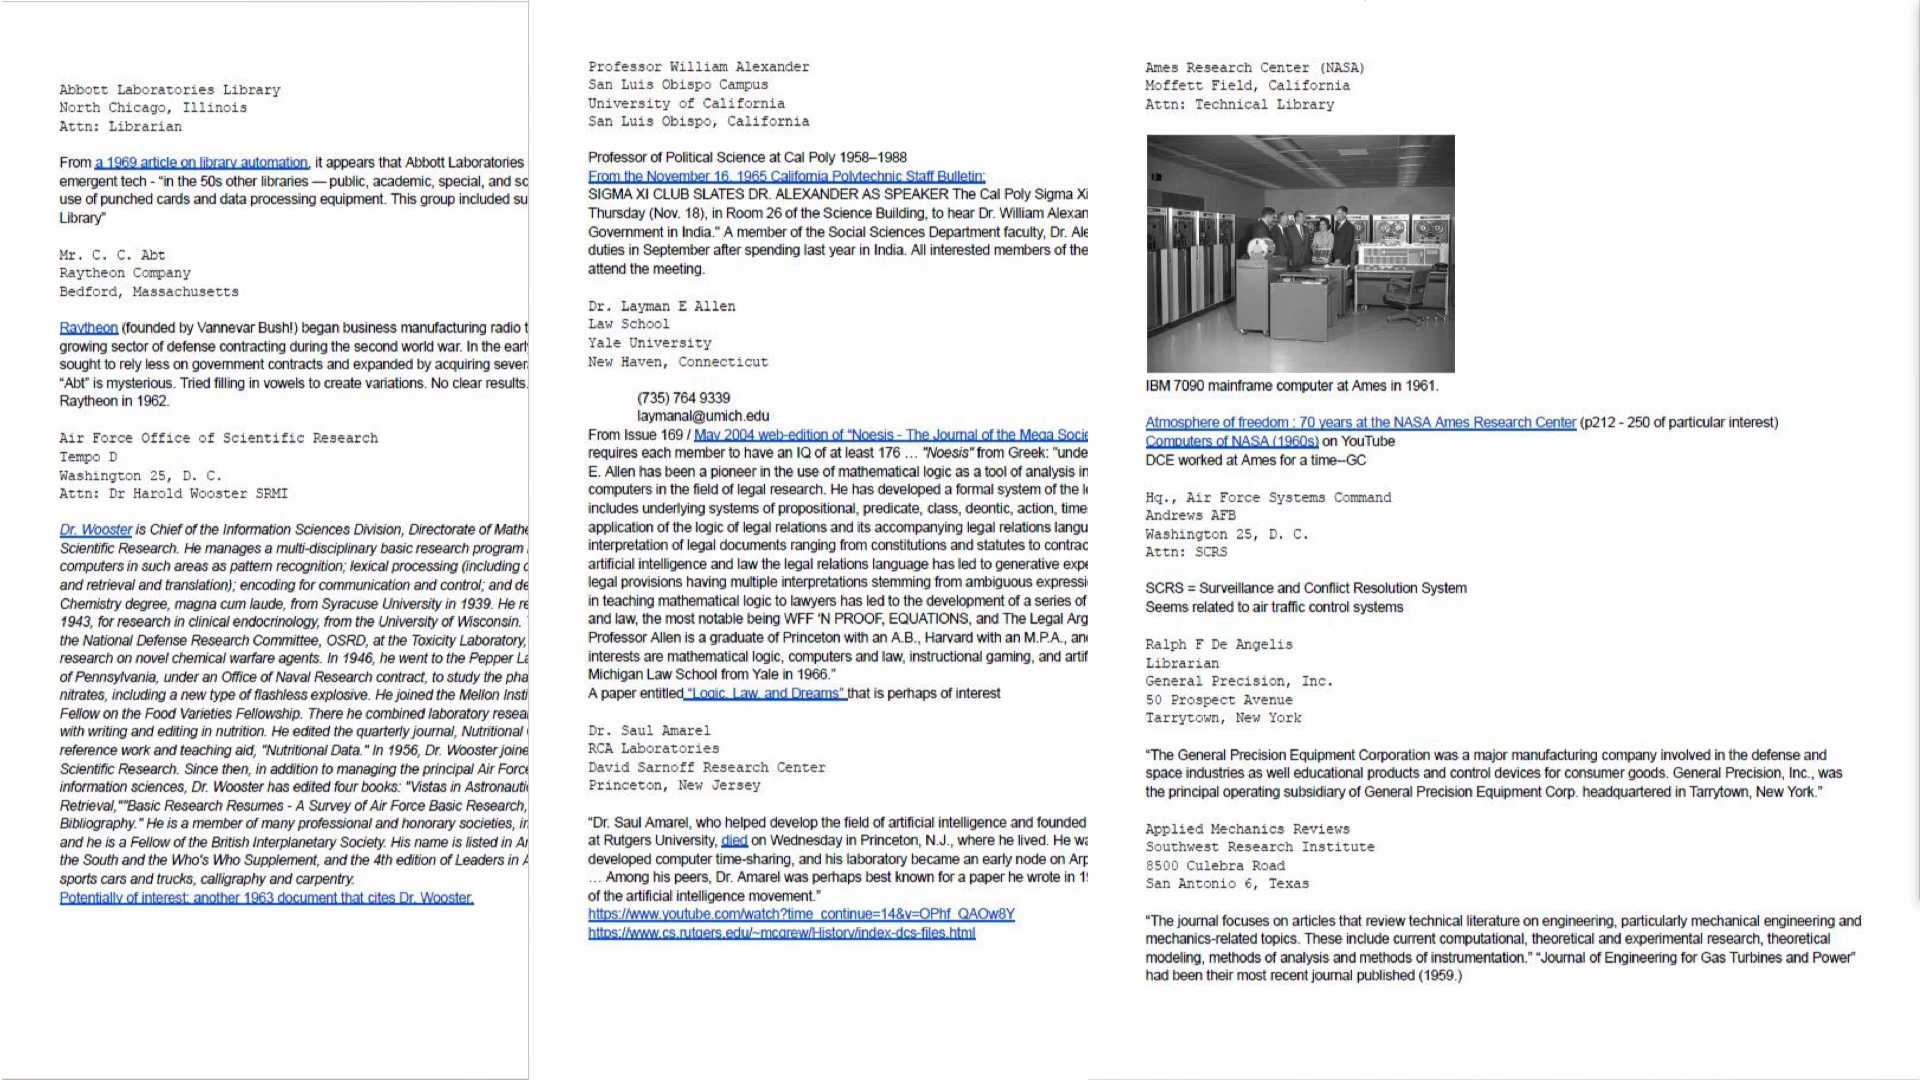 Abbott Laboratories Library
North Chicago, Illinois
Attn: Librarian
From a 1969 article on library automation, it appears that Abbott Laboratories
emergent tech - “in the 50s other libraries — public, academic, special, and sc
use of punched cards and data processing equipment. This group included su
Library”
Mr. C. C. Abt
Raytheon Company
Bedford, Massachusetts
Raytheon (founded by Vannevar Bush!) began business manufacturing radio t
growing sector of defense contracting during the second world war. In the early
sought to rely less on government contracts and expanded by acquiring sever
“Abt” is mysterious. Tried filling in vowels to create variations. No clear results.
Raytheon in 1962.
Air Force Office of Scientific Research
Tempo D
Washington 25, D. C.
Attn: Dr Harold Wooster SRMI
Dr. Wooster is Chief of the Information Sciences Division, Directorate of Mathe
Scientific Research. He manages a multi-disciplinary basic research program
computers in such areas as pattern recognition; lexical processing (including
and retrieval and translation); encoding for communication and control; and de
Chemistry degree, magna cum laude, from Syracuse University in 1939. He re
1943, for research in clinical endocrinology, from the University of Wisconsin.
the National Defense Research Committee, OSRD, at the Toxicity Laboratory,
research on novel chemical warfare agents. In 1946, he went to the Pepper La
of Pennsylvania, under an Office of Naval Research contract, to study the pha
nitrates, including a new type of flashless explosive. He joined the Mellon Insti
Fellow on the Food Varieties Fellowship. There he combined laboratory resea
with writing and editing in nutrition. He edited the quarterly journal, Nutritional
reference work and teaching aid, "Nutritional Data." In 1956, Dr. Wooster joine
Scientific Research. Since then, in addition to managing the principal Air Force
information sciences, Dr. Wooster has edited four books: "Vistas in Astronauti
Retrieval,""Basic Research Resumes - A Survey of Air Force Basic Research,
Bibliography." He is a member of many professional and honorary societies, in
and he is a Fellow of the British Interplanetary Society. His name is listed in Am
the South and the Who's Who Supplement, and the 4th edition of Leaders in A
sports cars and trucks, calligraphy and carpentry.
Potentially of interest: another 1963 document that cites Dr. Wooster.
Professor William Alexander
San Luis Obispo Campus
University of California
San Luis Obispo, California
Professor of Political Science at Cal Poly 1958–1988
From the November 16, 1965 California Polytechnic Staff Bulletin:
SIGMA XI CLUB SLATES DR. ALEXANDER AS SPEAKER The Cal Poly Sigma Xi
Thursday (Nov. 18), in Room 26 of the Science Building, to hear Dr. William Alexan
Government in India.” A member of the Social Sciences Department faculty, Dr. Ale
duties in September after spending last year in India. All interested members of the
attend the meeting.
Dr. Layman E Allen
Law School
Yale University
New Haven, Connecticut
(735) 764 9339
laymanal@umich.edu
From Issue 169 / May 2004 web-edition of “Noesis - The Journal of the Mega Socie
requires each member to have an IQ of at least 176 … "Noesis" from Greek: "unde
E. Allen has been a pioneer in the use of mathematical logic as a tool of analysis in
computers in the field of legal research. He has developed a formal system of the le
includes underlying systems of propositional, predicate, class, deontic, action, time
application of the logic of legal relations and its accompanying legal relations langu
interpretation of legal documents ranging from constitutions and statutes to contrac
artificial intelligence and law the legal relations language has led to generative expe
legal provisions having multiple interpretations stemming from ambiguous expressi
in teaching mathematical logic to lawyers has led to the development of a series of
and law, the most notable being WFF 'N PROOF, EQUATIONS, and The Legal Arg
Professor Allen is a graduate of Princeton with an A.B., Harvard with an M.P.A., and
interests are mathematical logic, computers and law, instructional gaming, and artif
Michigan Law School from Yale in 1966.”
A paper entitled “Logic, Law, and Dreams” that is perhaps of interest
Dr. Saul Amarel
RCA Laboratories
David Sarnoff Research Center
Princeton, New Jersey
“Dr. Saul Amarel, who helped develop the field of artificial intelligence and founded
at Rutgers University, died on Wednesday in Princeton, N.J., where he lived. He wa
developed computer time-sharing, and his laboratory became an early node on Arp
… Among his peers, Dr. Amarel was perhaps best known for a paper he wrote in 19
of the artificial intelligence movement.”
https://www.youtube.com/watch?time_continue=14&v=OPhf_QAOw8Y
https://www.cs.rutgers.edu/~mcgrew/History/index-dcs-files.html
Ames Research Center (NASA)
Moffett Field, California
Attn: Technical Library
IBM 7090 mainframe computer at Ames in 1961.
Atmosphere of freedom : 70 years at the NASA Ames Research Center (p212 - 250 of particular interest)
Computers of NASA (1960s) on YouTube
DCE worked at Ames for a time--GC
Hq., Air Force Systems Command
Andrews AFB
Washington 25, D. C.
Attn: SCRS
SCRS = Surveillance and Conflict Resolution System
Seems related to air traffic control systems
Ralph F De Angelis
Librarian
General Precision, Inc.
50 Prospect Avenue
Tarrytown, New York
“The General Precision Equipment Corporation was a major manufacturing company involved in the defense and
space industries as well educational products and control devices for consumer goods. General Precision, Inc., was
the principal operating subsidiary of General Precision Equipment Corp. headquartered in Tarrytown, New York.”
Applied Mechanics Reviews
Southwest Research Institute
8500 Culebra Road
San Antonio 6, Texas
“The journal focuses on articles that review technical literature on engineering, particularly mechanical engineering and
mechanics-related topics. These include current computational, theoretical and experimental research, theoretical
modeling, methods of analysis and methods of instrumentation.” “Journal of Engineering for Gas Turbines and Power”
had been their most recent journal published (1959.)